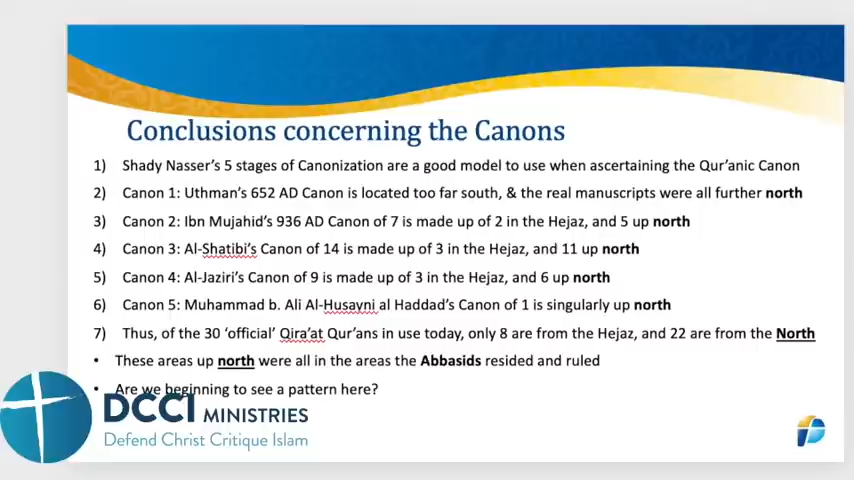 Conclusions concerning the Canons
1) Shady Nasser's 5 stages of Canonization are a good model to use when ascertaining the Qur'anic Canon
2) Canon 1: Uthman's 652 AD Canon is located too far south, & the real manuscripts were all further north
3) Canon 2: Ibn Mujahid's 936 AD Canon of 7 is made up of 2 in the Hejaz, and 5 up north
4) Canon 3: Al-Shatibi's Canon of 14 is made up of 3 in the Hejaz, and 11 up north
5) Canon 4: Al-Jaziri's Canon of 9 is made up of 3 in the Hejaz, and 6 up north
6) Canon 5: Muhammad b. Ali Al-Husayni al Haddad's Canon of 1 is singularly up north
7) Thus, of the 30 'official' Qira'at Qur'ans in use today, only 8 are from the Hejaz, and 22 are from the North
• These areas up north were all in the areas the Abbasids resided and ruled
• Are we beginning to see a pattern here?
DCCI MINISTRIES
Defend Christ Critique Islam